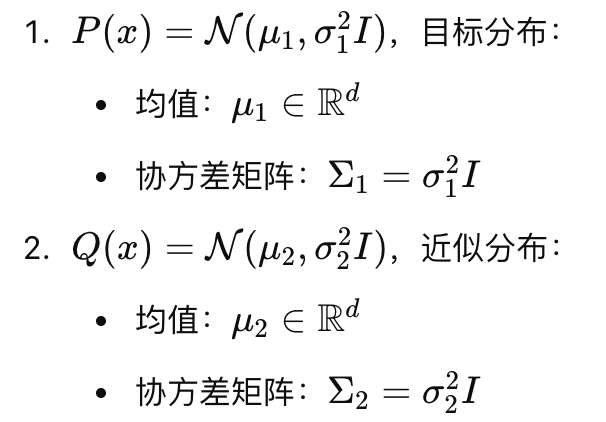 1. P(x) = 𝒩(μ₁, σ₁²I)，目标分布：
• 均值：μ₁ ∈ ℝᵈ
• 协方差矩阵：Σ₁ = σ₁²I
2. Q(x) = 𝒩(μ₂, σ₂²I)，近似分布：
• 均值：μ₂ ∈ ℝᵈ
• 协方差矩阵：Σ₂ = σ₂²I